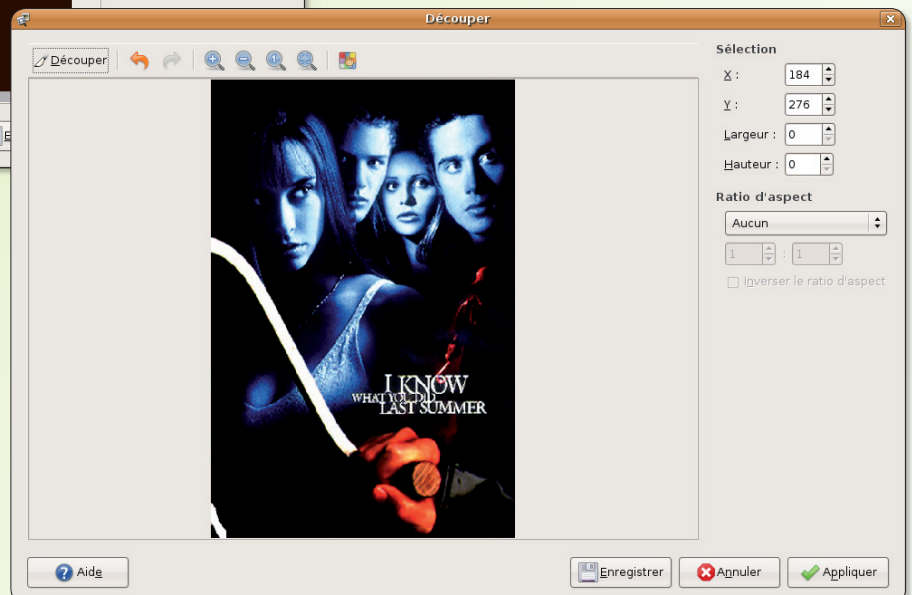 Découper
Découper
Sélection
X :
184
Y :
276
Largeur :
0
Hauteur :
0
Ratio d'aspect
Aucun
1 : 1
Inverser le ratio d'aspect
I KNOW
WHAT YOU DID
LAST SUMMER
E
Aide
Enregistrer
Annuler
Appliquer